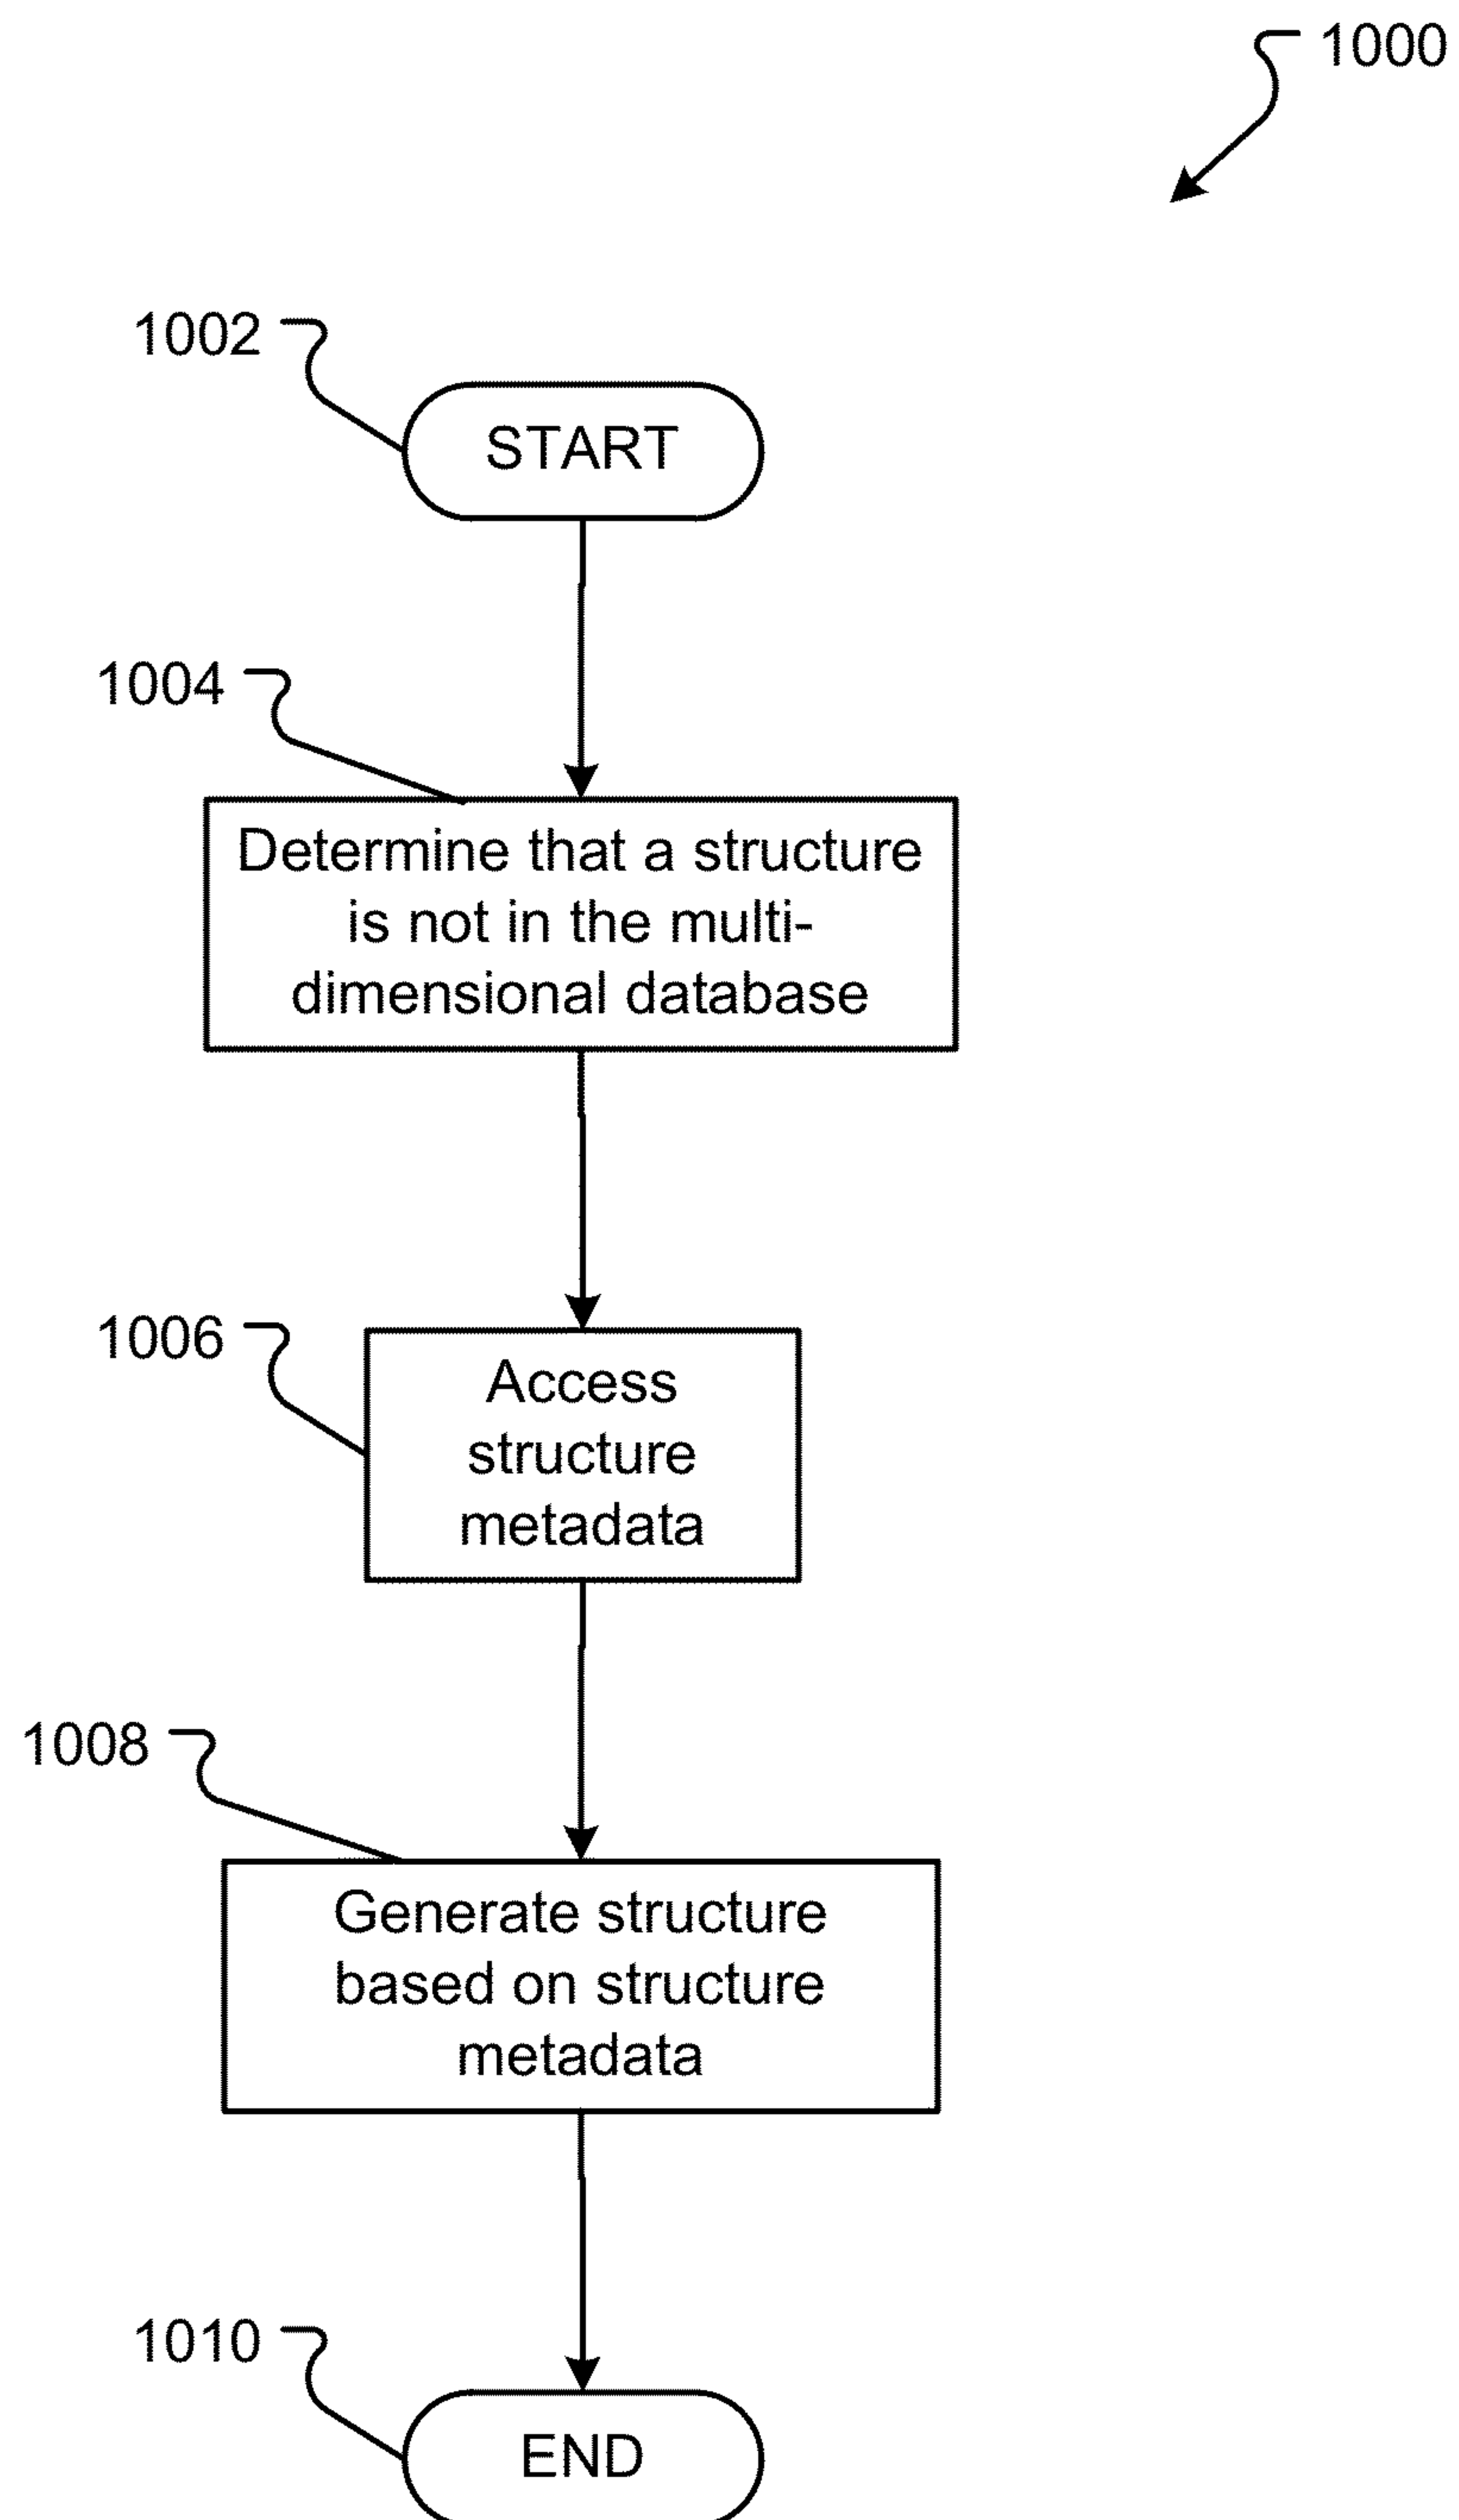 1000
1002
START
1004
Determine that a structure
is not in the multi-
dimensional database
1006
Access
structure
metadata
1008
Generate structure
based on structure
metadata
1010
END